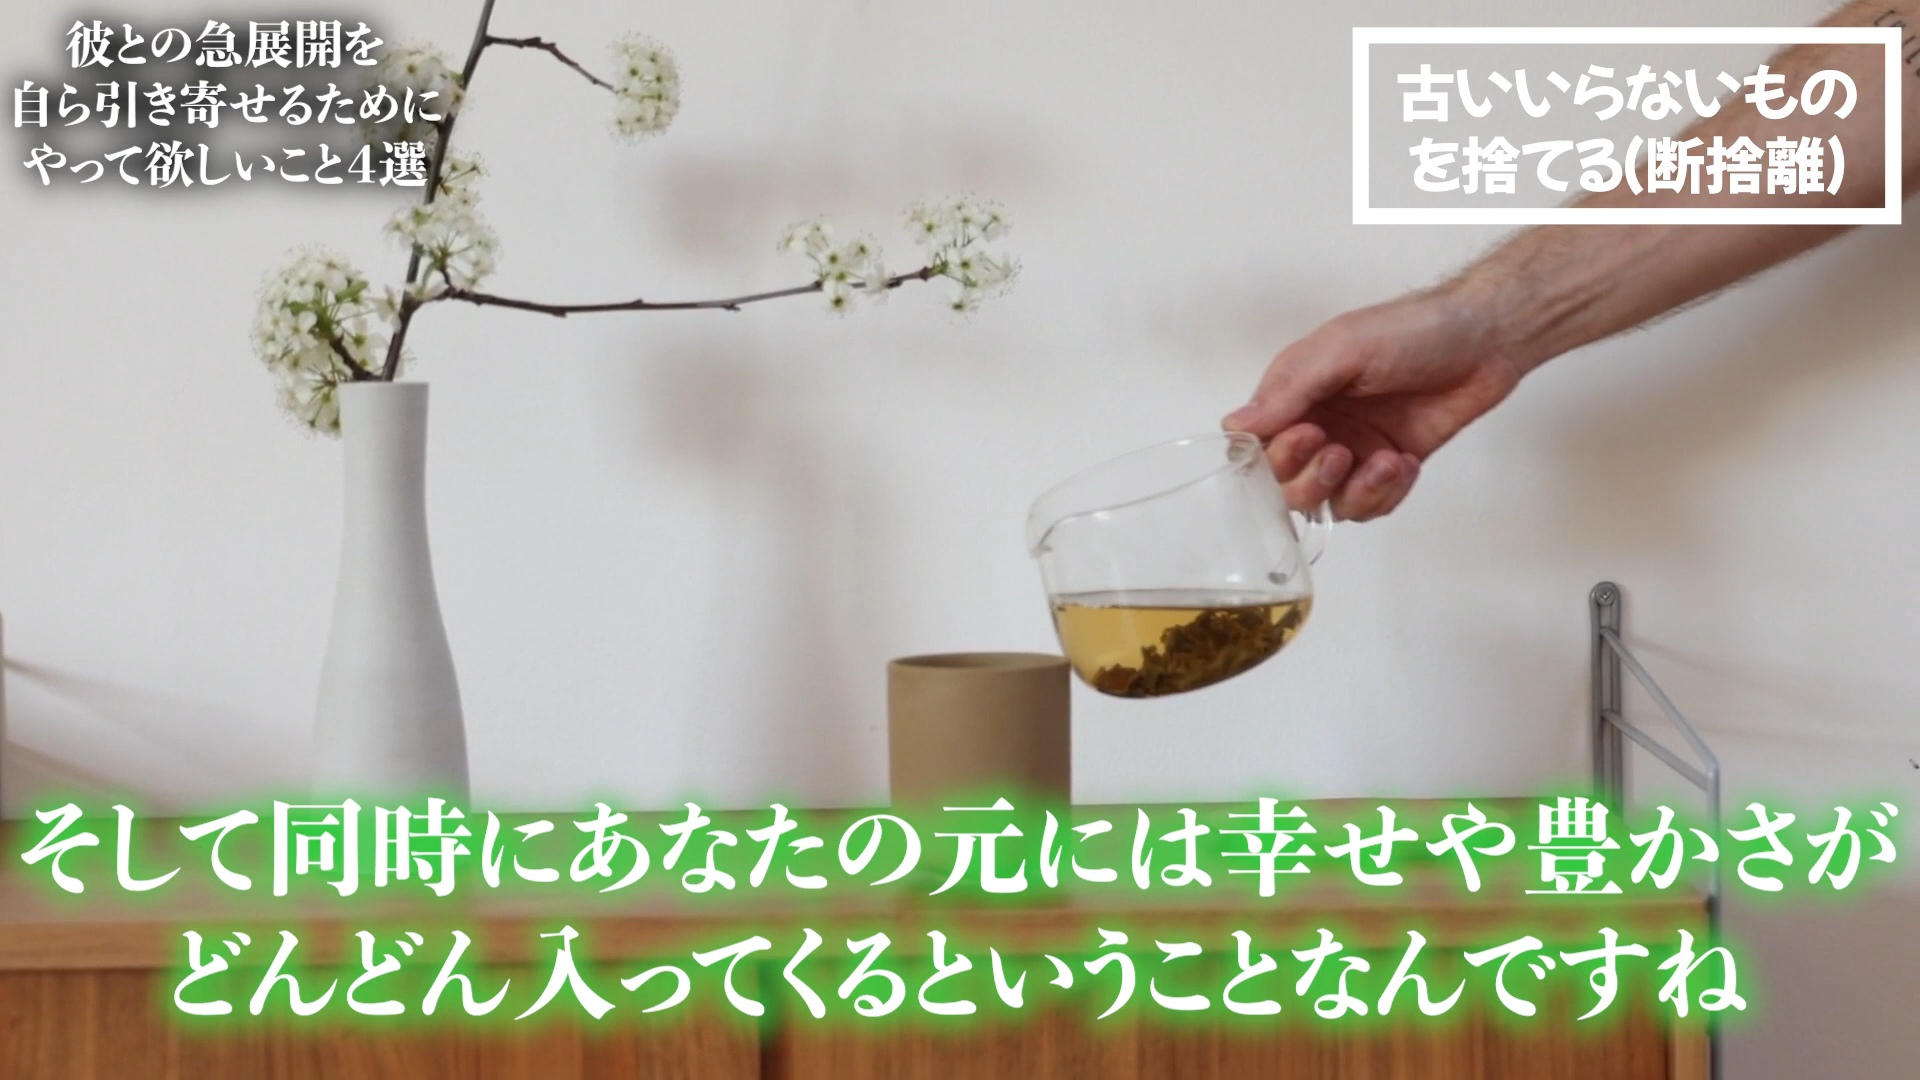 彼との急展開を
自ら引き寄せるために
やって欲しいこと4選
古いいらないもの
を捨てる(断捨離)
そして同時にあなたの元には幸せや豊かさが
どんどん入ってくるということなんですね